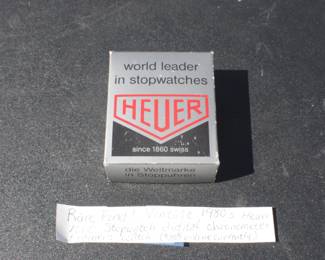 world leader
in stopwatches
HEUER
since 1860 swiss
die Weltmarke
in Stoppuhren
Rare Find! Vintage 1980s Heuer
Stopwatch digital chronometer